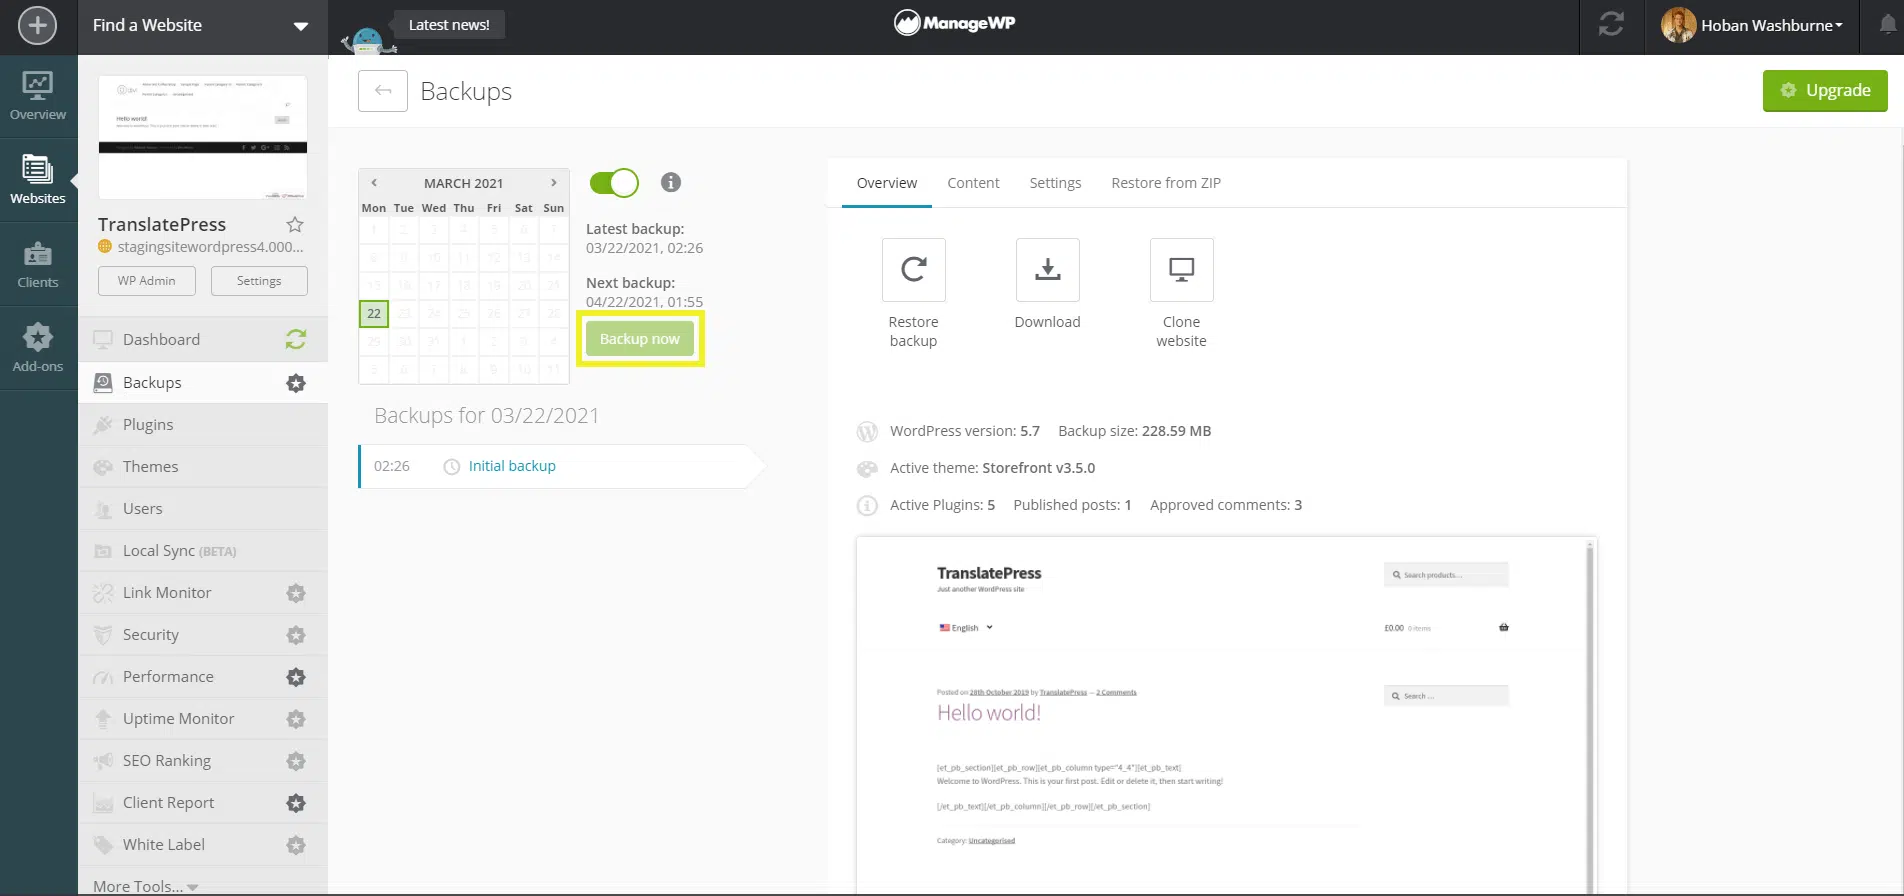 Find a Website
Latest news!
ManageWP
Hoban Washburne
Overview
Websites
Clients
Add-ons
Hello world!
TranslatePress
stagingsitewordpress4.000...
WP Admin
Settings
Dashboard
Backups
Plugins
Themes
Users
Local Sync (BETA)
Link Monitor
Security
Performance
Uptime Monitor
SEO Ranking
Client Report
White Label
More Tools...
Backups
Upgrade
MARCH 2021
Mon Tue Wed Thu Fri Sat Sun
1 2 3 4 5 6 7
8 9 10 11 12 13 14
15 16 17 18 19 20 21
22 23 24 25 26 27 28
29 30 31 1 2 3 4
5 6 7 8 9 10 11
Latest backup:
03/22/2021, 02:26
Next backup:
04/22/2021, 01:55
Backup now
Backups for 03/22/2021
02:26 Initial backup
Overview Content Settings Restore from ZIP
Restore backup
Download
Clone website
WordPress version: 5.7 Backup size: 228.59 MB
Active theme: Storefront v3.5.0
Active Plugins: 5 Published posts: 1 Approved comments: 3
TranslatePress
Just another WordPress site
Search products...
English
£0.00 0 items
Posted on 28th October 2019 by TranslatePress — 2 Comments
Search ...
Hello world!
[et_pb_section][et_pb_row][et_pb_column type="4_4"][et_pb_text]
Welcome to WordPress. This is your first post. Edit or delete it, then start writing!
[/et_pb_text][/et_pb_column][/et_pb_row][/et_pb_section]
Category: Uncategorised